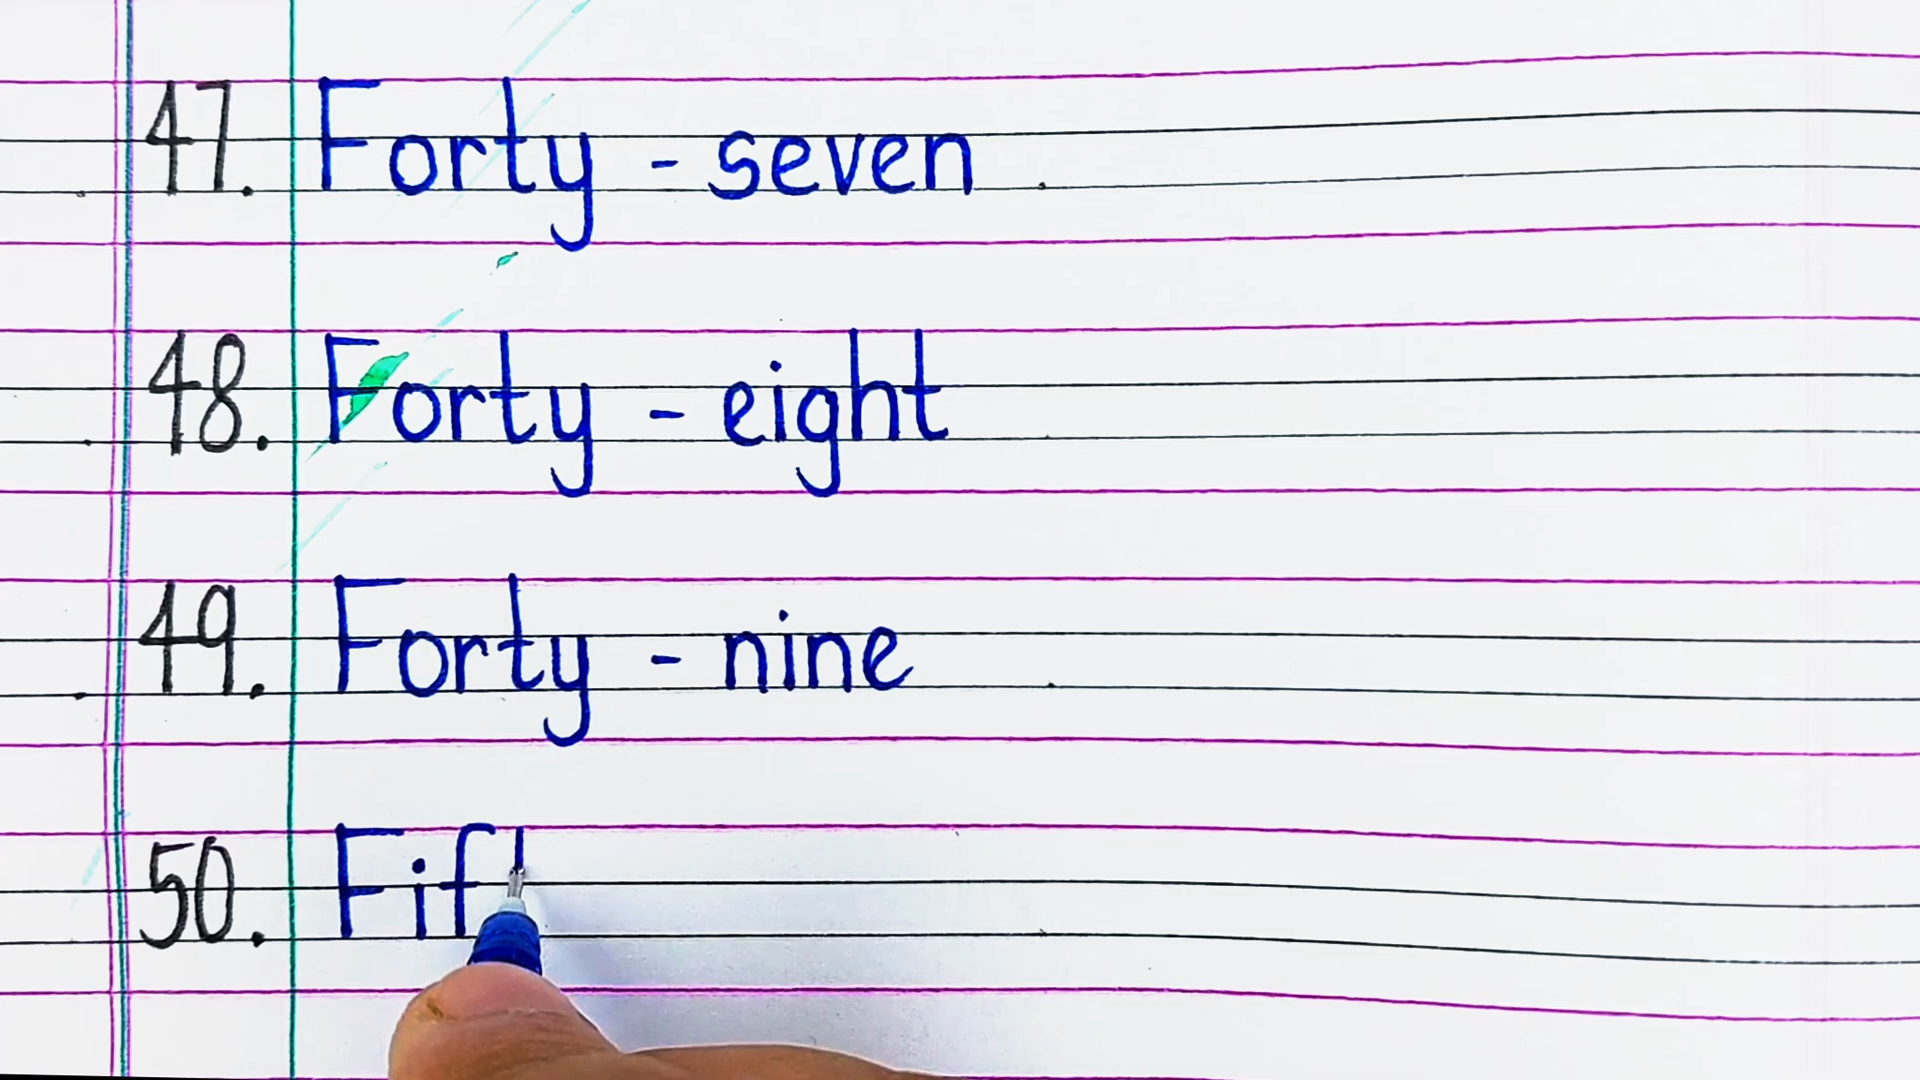 47. Forty - seven
48. Forty - eight
49. Forty - nine
50. Fif